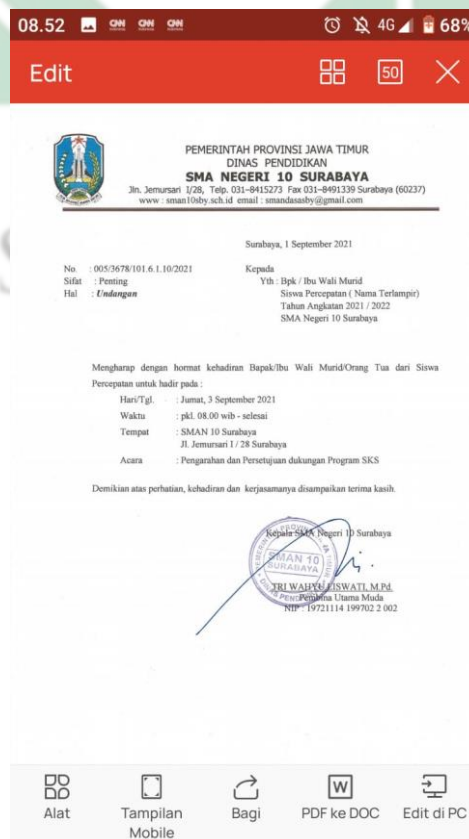 08.52 CNN CNN CNN 4G 68%
Edit 50
PEMERINTAH PROVINSI JAWA TIMUR
DINAS PENDIDIKAN
SMA NEGERI 10 SURABAYA
Jln. Jemursari 1/28, Telp. 031–8415273 Fax 031–8491339 Surabaya (60237)
www : sman10sby.sch.id email : smandasasby@gmail.com
Surabaya, 1 September 2021
No. : 005/3678/101.6.1.10/2021
Sifat : Penting
Hal : Undangan
Kepada
Yth : Bpk / Ibu Wali Murid
Siswa Percepatan ( Nama Terlampir)
Tahun Angkatan 2021 / 2022
SMA Negeri 10 Surabaya
Mengharap dengan hormat kehadiran Bapak/Ibu Wali Murid/Orang Tua dari Siswa
Percepatan untuk hadir pada :
Hari/Tgl. : Jumat, 3 September 2021
Waktu : pkl. 08.00 wib - selesai
Tempat : SMAN 10 Surabaya
Jl. Jemursari I / 28 Surabaya
Acara : Pengarahan dan Persetujuan dukungan Program SKS
Demikian atas perhatian, kehadiran dan kerjasamanya disampaikan terima kasih.
Kepala SMA Negeri 10 Surabaya
SMAN 10
SURABAYA
TRI WAHYU LISWATI, M.Pd.
Pembina Utama Muda
NIP : 19721114 199702 2 002
Alat
Tampilan
Mobile
Bagi
W
PDF ke DOC
Edit di PC